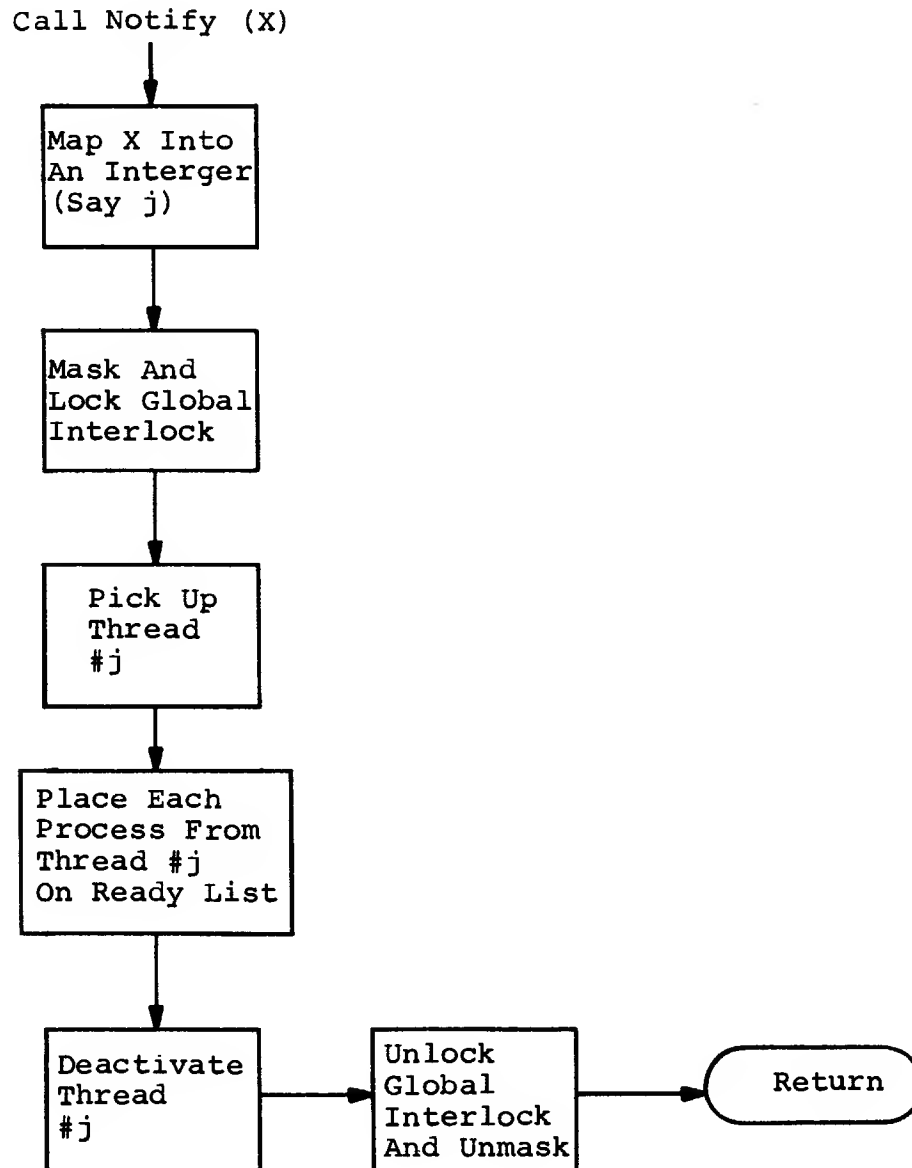 Call Notify (X)
Map X Into
An Interger
(Say j)
Mask And
Lock Global
Interlock
Pick Up
Thread
#j
Place Each
Process From
Thread #j
On Ready List
Deactivate
Thread
#j
Unlock
Global
Interlock
And Unmask
Return